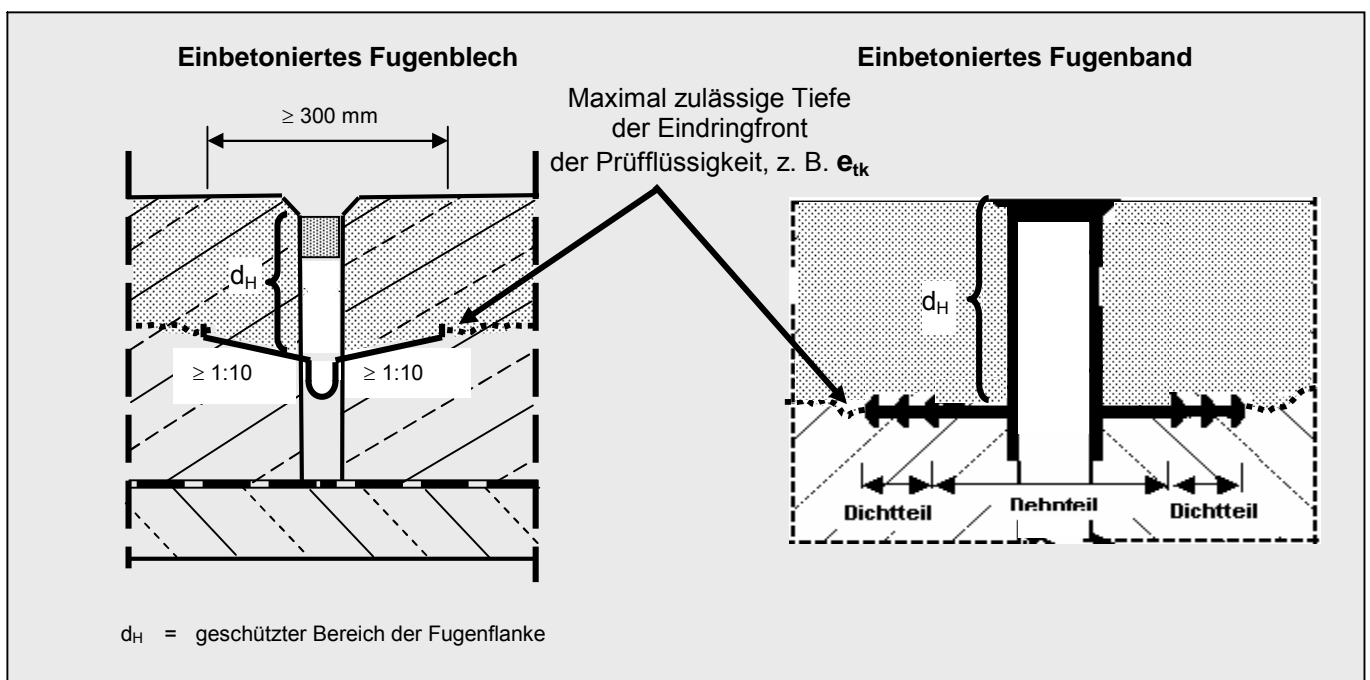 Einbetoniertes Fugenblech
Einbetoniertes Fugenband
≥ 300 mm
Maximal zulässige Tiefe
der Eindringfront
der Prüfflüssigkeit, z. B. e_tk
d_H
≥ 1:10
≥ 1:10
d_H
Dichtteil
Dehnteil
Dichtteil
d_H = geschützter Bereich der Fugenflanke